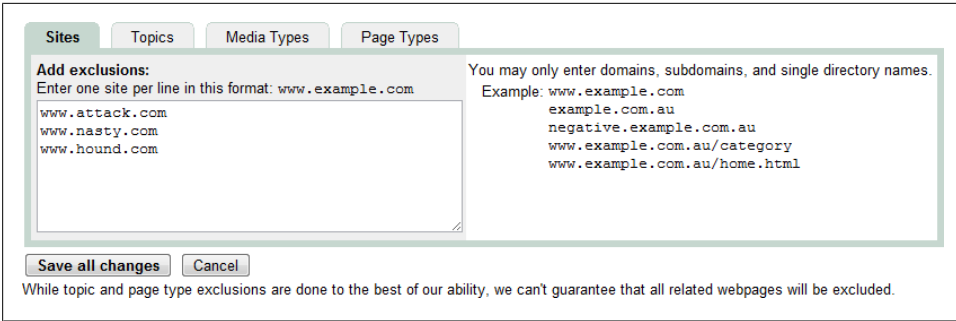 Sites Topics Media Types Page Types
Add exclusions:
Enter one site per line in this format: www.example.com
www.attack.com
www.nasty.com
www.hound.com
You may only enter domains, subdomains, and single directory names.
Example: www.example.com
example.com.au
negative.example.com.au
www.example.com.au/category
www.example.com.au/home.html
Save all changes Cancel
While topic and page type exclusions are done to the best of our ability, we can't guarantee that all related webpages will be excluded.